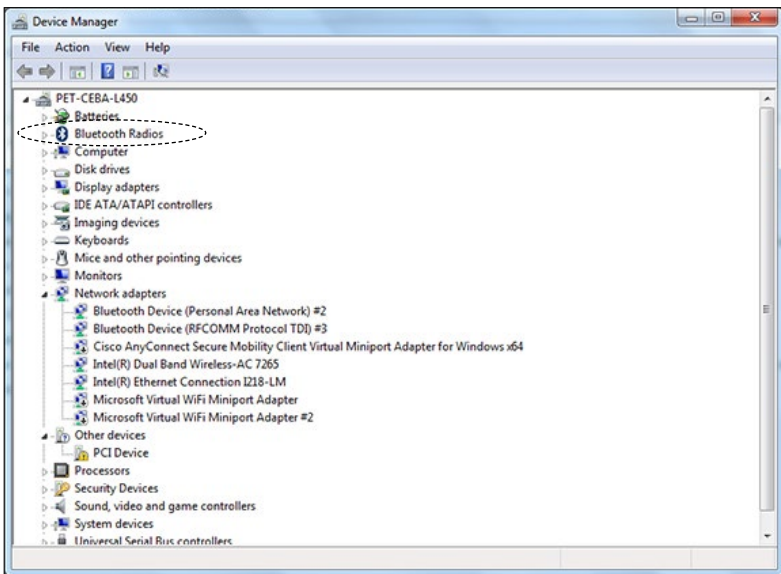 Device Manager
File Action View Help
PET-CEBA-L450
Batteries
Bluetooth Radios
Computer
Disk drives
Display adapters
IDE ATA/ATAPI controllers
Imaging devices
Keyboards
Mice and other pointing devices
Monitors
Network adapters
Bluetooth Device (Personal Area Network) #2
Bluetooth Device (RFCOMM Protocol TDI) #3
Cisco AnyConnect Secure Mobility Client Virtual Miniport Adapter for Windows x64
Intel(R) Dual Band Wireless-AC 7265
Intel(R) Ethernet Connection I218-LM
Microsoft Virtual WiFi Miniport Adapter
Microsoft Virtual WiFi Miniport Adapter #2
Other devices
PCI Device
Processors
Security Devices
Sound, video and game controllers
System devices
Universal Serial Bus controllers